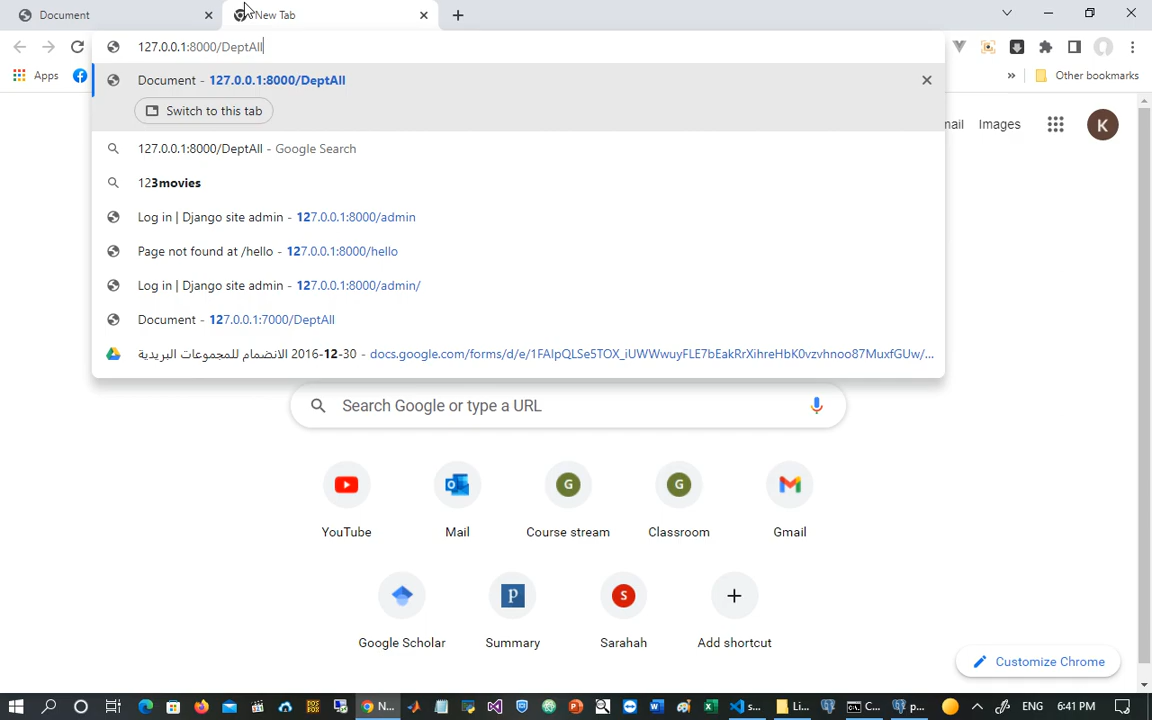 Document
New Tab
127.0.0.1:8000/DeptAll
Apps
Other bookmarks
Document - 127.0.0.1:8000/DeptAll
Switch to this tab
mail Images
K
127.0.0.1:8000/DeptAll - Google Search
123movies
Log in | Django site admin - 127.0.0.1:8000/admin
Page not found at /hello - 127.0.0.1:8000/hello
Log in | Django site admin - 127.0.0.1:8000/admin/
Document - 127.0.0.1:7000/DeptAll
الانضمام للمجموعات البريدية 2016-12-30 - docs.google.com/forms/d/e/1FAIpQLSe5TOX_iUWWwuyFLE7bEakRrXihreHbK0vzvhnoo87MuxfGUw/...
Search Google or type a URL
G G
YouTube Mail Course stream Classroom Gmail
P S
Google Scholar Summary Sarahah Add shortcut
Customize Chrome
N... s... Li... C... p... ENG 6:41 PM